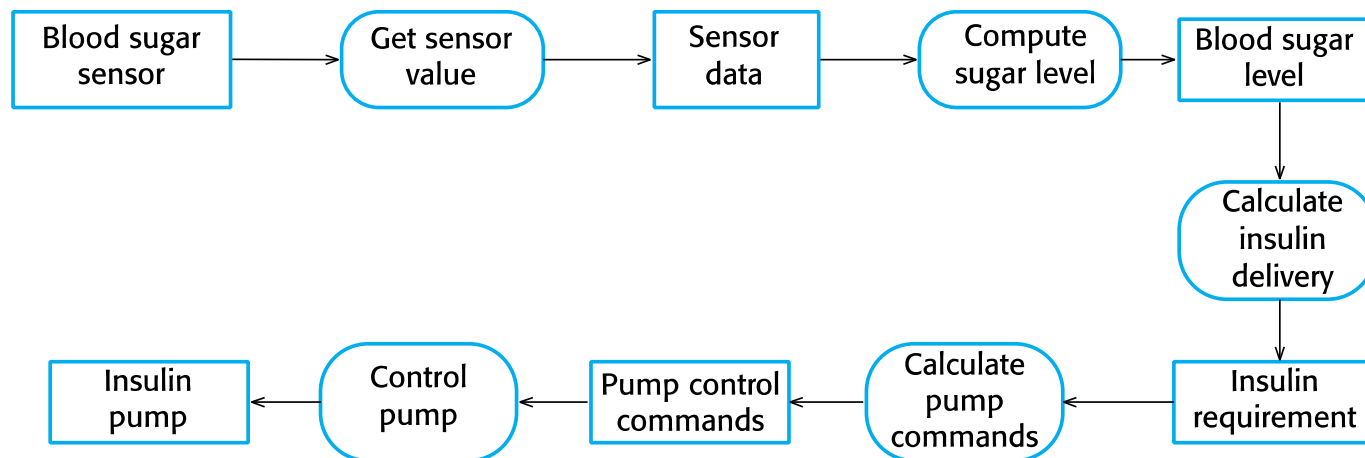 Blood sugar
sensor
Get sensor
value
Sensor
data
Compute
sugar level
Blood sugar
level
Calculate
insulin
delivery
Insulin
requirement
Calculate
pump
commands
Pump control
commands
Control
pump
Insulin
pump